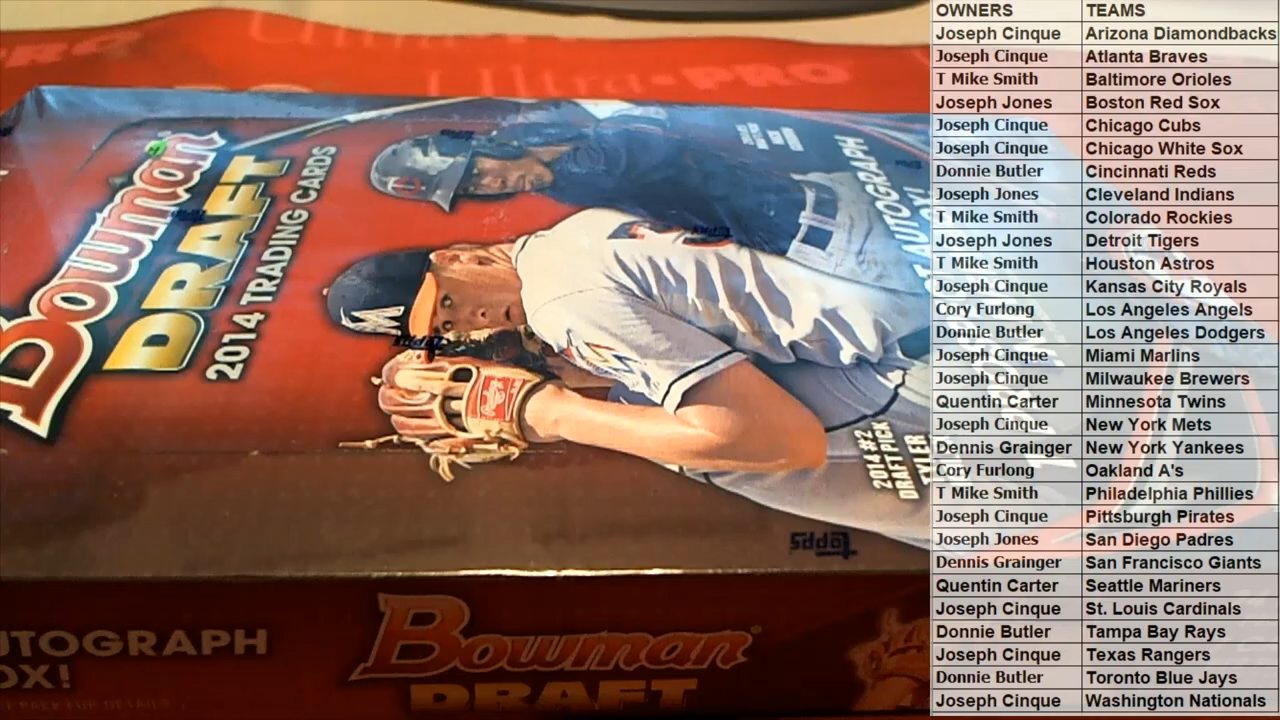 PRO
Ultra•PRO
Bowman
DRAFT
2014 TRADING CARDS
AUTOGRAPH
2014 #2
DRAFT PICK
TYLER
topps
UTOGRAPH
OX!
Bowman
DRAFT
OWNERS TEAMS
Joseph Cinque Arizona Diamondbacks
Joseph Cinque Atlanta Braves
T Mike Smith Baltimore Orioles
Joseph Jones Boston Red Sox
Joseph Cinque Chicago Cubs
Joseph Cinque Chicago White Sox
Donnie Butler Cincinnati Reds
Joseph Jones Cleveland Indians
T Mike Smith Colorado Rockies
Joseph Jones Detroit Tigers
T Mike Smith Houston Astros
Joseph Cinque Kansas City Royals
Cory Furlong Los Angeles Angels
Donnie Butler Los Angeles Dodgers
Joseph Cinque Miami Marlins
Joseph Cinque Milwaukee Brewers
Quentin Carter Minnesota Twins
Joseph Cinque New York Mets
Dennis Grainger New York Yankees
Cory Furlong Oakland A's
T Mike Smith Philadelphia Phillies
Joseph Cinque Pittsburgh Pirates
Joseph Jones San Diego Padres
Dennis Grainger San Francisco Giants
Quentin Carter Seattle Mariners
Joseph Cinque St. Louis Cardinals
Donnie Butler Tampa Bay Rays
Joseph Cinque Texas Rangers
Donnie Butler Toronto Blue Jays
Joseph Cinque Washington Nationals